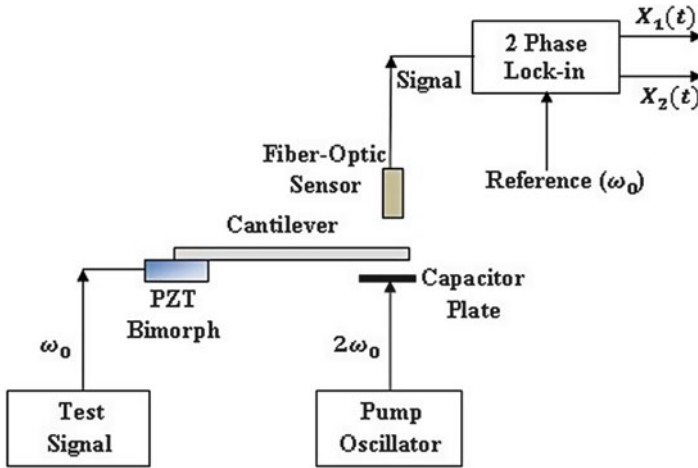 X₁(t)
2 Phase
Lock-in
X₂(t)
Signal
Fiber-Optic
Sensor
Reference (ω₀)
Cantilever
Capacitor
Plate
PZT
Bimorph
ω₀
2ω₀
Test
Signal
Pump
Oscillator